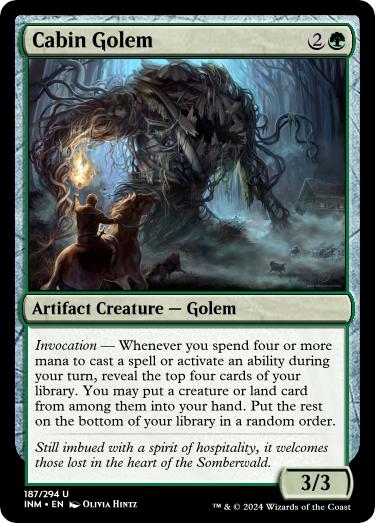 Cabin Golem 2
Artifact Creature — Golem
Invocation — Whenever you spend four or more
mana to cast a spell or activate an ability during
your turn, reveal the top four cards of your
library. You may put a creature or land card
from among them into your hand. Put the rest
on the bottom of your library in a random order.
Still imbued with a spirit of hospitality, it welcomes
those lost in the heart of the Somberwald.
3/3
187/294 U
INM • EN Olivia Hintz
™ & © 2024 Wizards of the Coast